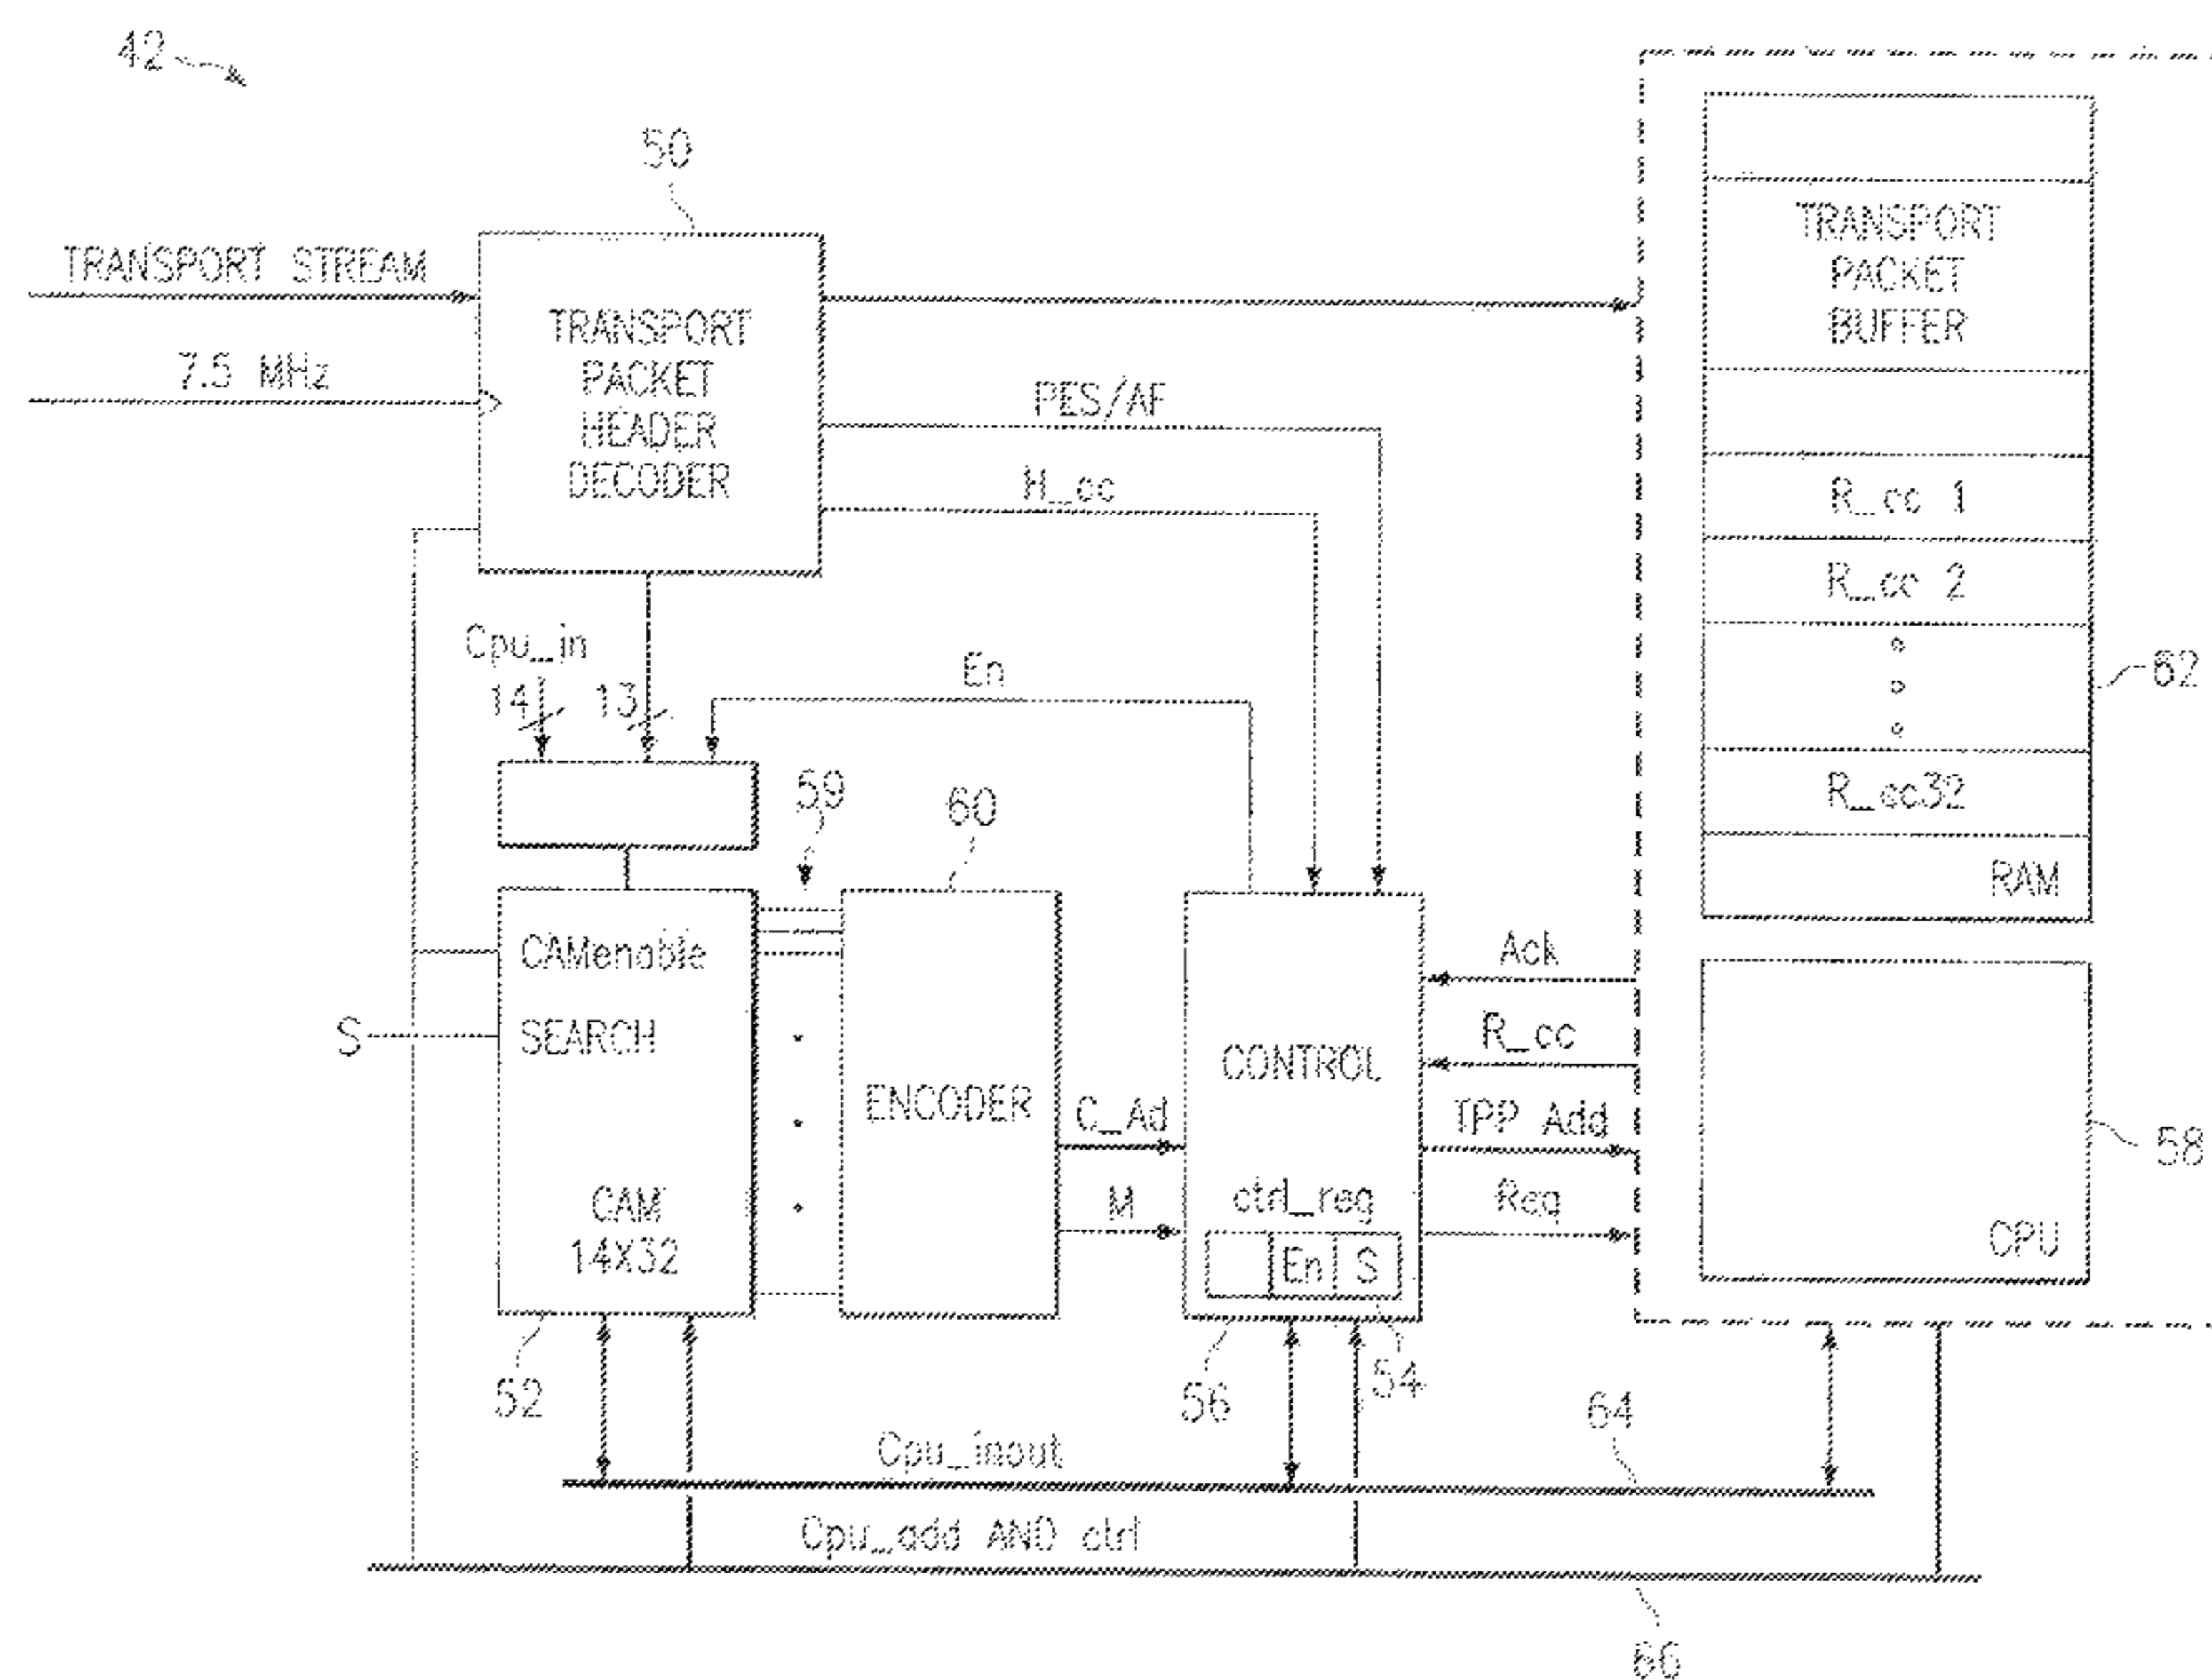 42
50
TRANSPORT STREAM
7.5 MHz
TRANSPORT
PACKET
HEADER
DECODER
PES/AF
H_cc
TRANSPORT
PACKET
BUFFER
R_cc 1
R_cc 2
R_cc32
RAM
62
Cpu_in
14
13
En
59
60
CAMenable
S
SEARCH
CAM
14X32
ENCODER
C_Ad
M
CONTROL
ctrl_reg
En
S
Ack
R_cc
TPP Add
Req
CPU
58
52
56
54
64
Cpu_inout
Cpu_add AND ctrl
66